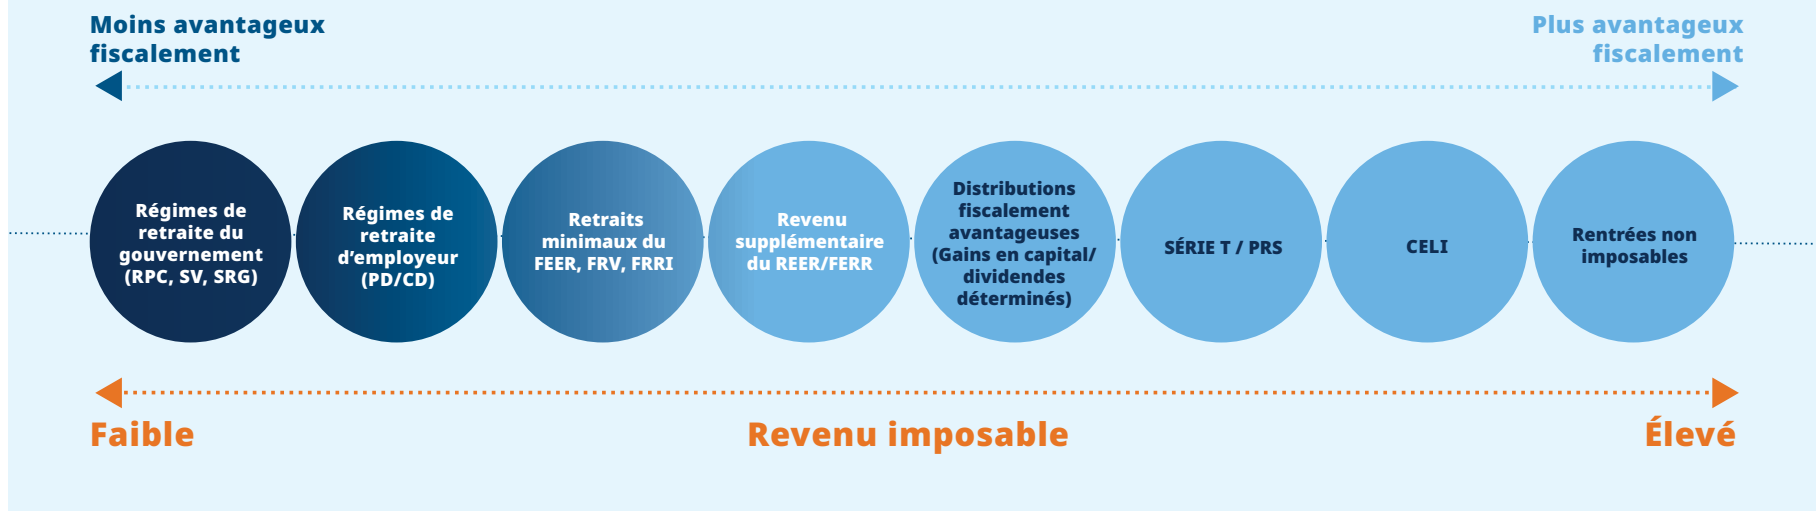 Moins avantageux
fiscalement
Plus avantageux
fiscalement
Régimes de
retraite du
gouvernement
(RPC, SV, SRG)
Régimes de
retraite
d'employeur
(PD/CD)
Retraits
minimaux du
FEER, FRV, FRRI
Revenu
supplémentaire
du REER/FERR
Distributions
fiscalement
avantageuses
(Gains en capital/
dividendes
déterminés)
SÉRIE T / PRS
CELI
Rentrées non
imposables
Faible
Revenu imposable
Élevé